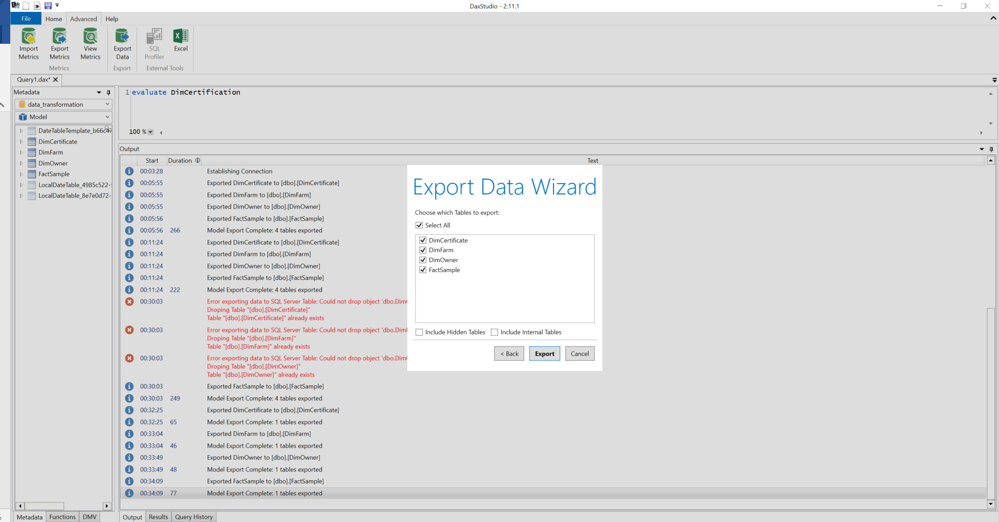 DaxStudio - 2.11.1
File
Home
Advanced
Help
Import Metrics
Export Metrics
View Metrics
Export Data
SQL Profiler
Excel
Metrics
Export
External Tools
Query1.dax*
Metadata
data_transformation
Model
DateTableTemplate_b66c47
DimCertificate
DimFarm
DimOwner
FactSample
LocalDateTable_4985c522-
LocalDateTable_8e7e0d72-
1 evaluate DimCertification
100 %
Output
Start Duration Text
00:03:28 Establishing Connection
00:05:55 Exported DimCertificate to [dbo].[DimCertificate]
00:05:55 Exported DimFarm to [dbo].[DimFarm]
00:05:55 Exported DimOwner to [dbo].[DimOwner]
00:05:56 Exported FactSample to [dbo].[FactSample]
00:05:56 266 Model Export Complete: 4 tables exported
00:11:24 Exported DimCertificate to [dbo].[DimCertificate]
00:11:24 Exported DimFarm to [dbo].[DimFarm]
00:11:24 Exported DimOwner to [dbo].[DimOwner]
00:11:24 Exported FactSample to [dbo].[FactSample]
00:11:24 222 Model Export Complete: 4 tables exported
00:30:03 Error exporting data to SQL Server Table: Could not drop object 'dbo.Dim
Droping Table "[dbo].[DimCertificate]"
Table "[dbo].[DimCertificate]" already exists
00:30:03 Error exporting data to SQL Server Table: Could not drop object 'dbo.Dim
Droping Table "[dbo].[DimFarm]"
Table "[dbo].[DimFarm]" already exists
00:30:03 Error exporting data to SQL Server Table: Could not drop object 'dbo.Dim
Droping Table "[dbo].[DimOwner]"
Table "[dbo].[DimOwner]" already exists
00:30:03 Exported FactSample to [dbo].[FactSample]
00:30:03 249 Model Export Complete: 4 tables exported
00:32:25 Exported DimCertificate to [dbo].[DimCertificate]
00:32:25 65 Model Export Complete: 1 tables exported
00:33:04 Exported DimFarm to [dbo].[DimFarm]
00:33:04 46 Model Export Complete: 1 tables exported
00:33:49 Exported DimOwner to [dbo].[DimOwner]
00:33:49 48 Model Export Complete: 1 tables exported
00:34:09 Exported FactSample to [dbo].[FactSample]
00:34:09 77 Model Export Complete: 1 tables exported
Export Data Wizard
Choose which Tables to export:
Select All
DimCertificate
DimFarm
DimOwner
FactSample
Include Hidden Tables Include Internal Tables
< Back Export Cancel
Metadata Functions DMV
Output Results Query History